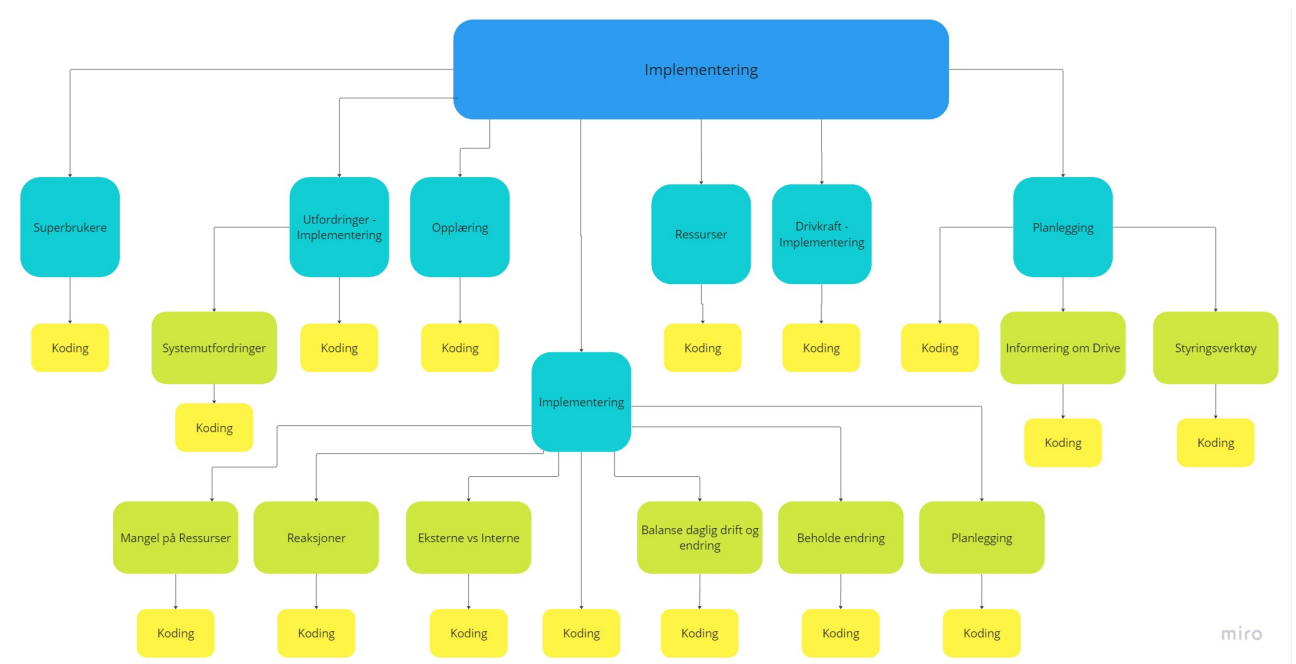 Implementering
Superbrukere
Utfordringer -
Implementering
Opplæring
Ressurser
Drivkraft -
Implementering
Planlegging
Koding
Systemutfordringer
Koding
Koding
Koding
Koding
Koding
Informering om Drive
Styringsverktøy
Koding
Implementering
Koding
Koding
Mangel på Ressurser
Reaksjoner
Eksterne vs Interne
Balanse daglig drift og
endring
Beholde endring
Planlegging
Koding
Koding
Koding
Koding
Koding
Koding
Koding
miro